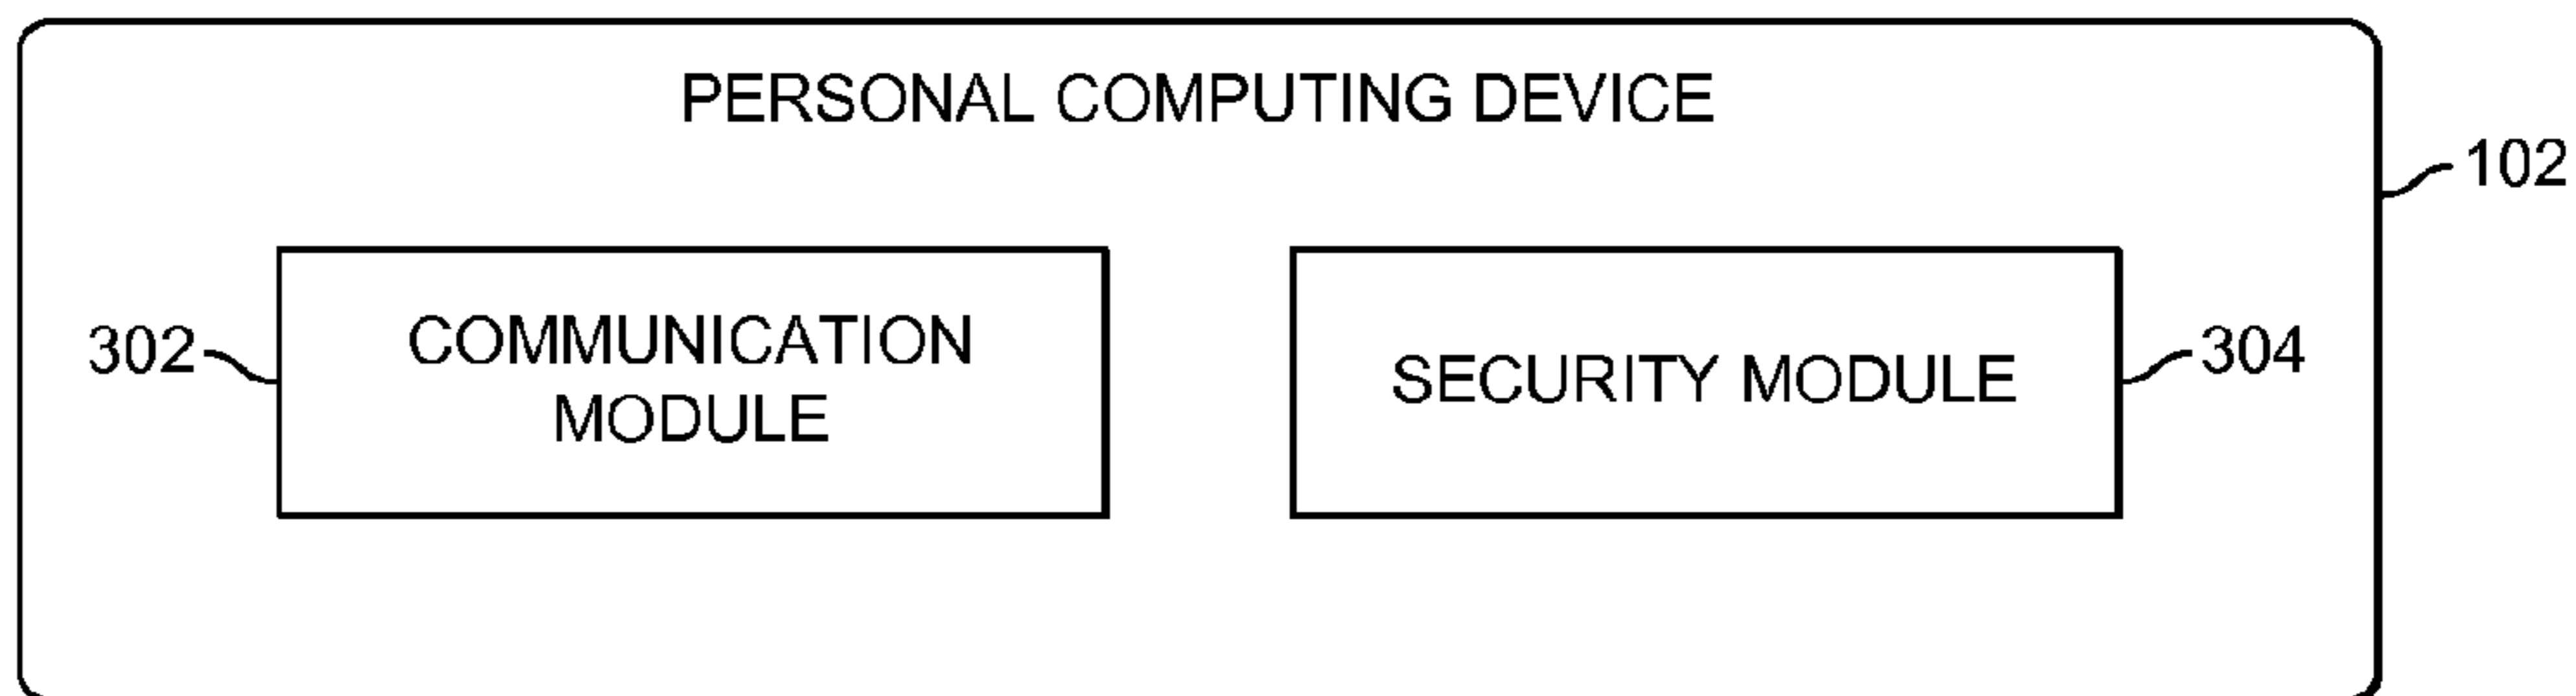 PERSONAL COMPUTING DEVICE
102
302
COMMUNICATION
MODULE
SECURITY MODULE
304